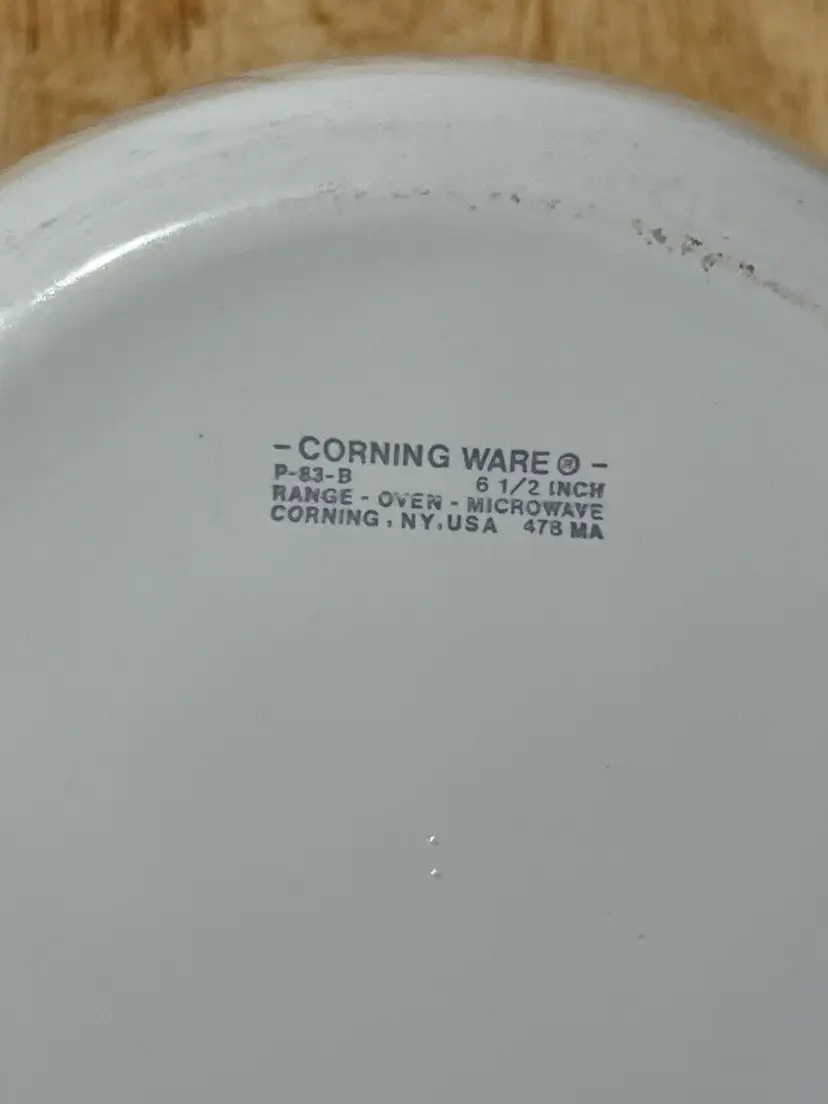 - CORNING WARE ® -
P-83-B 6 1/2 INCH
RANGE - OVEN - MICROWAVE
CORNING, NY, USA 478 MA